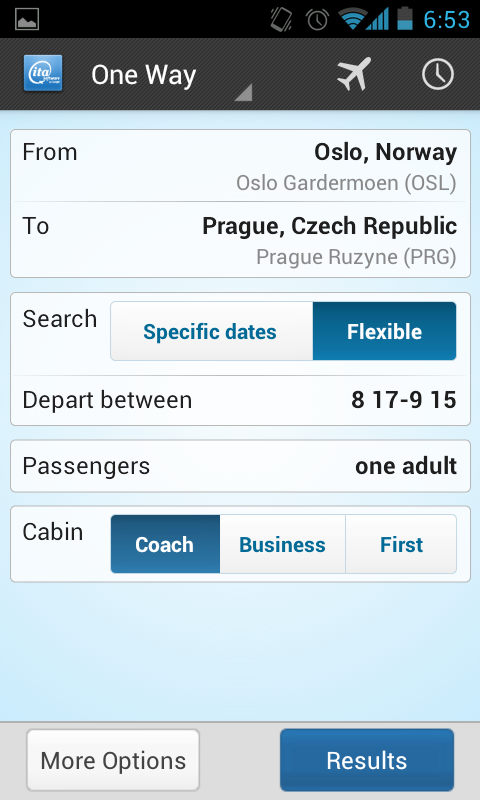 6:53
ita
One Way
From
Oslo, Norway
Oslo Gardermoen (OSL)
To
Prague, Czech Republic
Prague Ruzyne (PRG)
Search
Specific dates
Flexible
Depart between
8 17-9 15
Passengers
one adult
Cabin
Coach
Business
First
More Options
Results